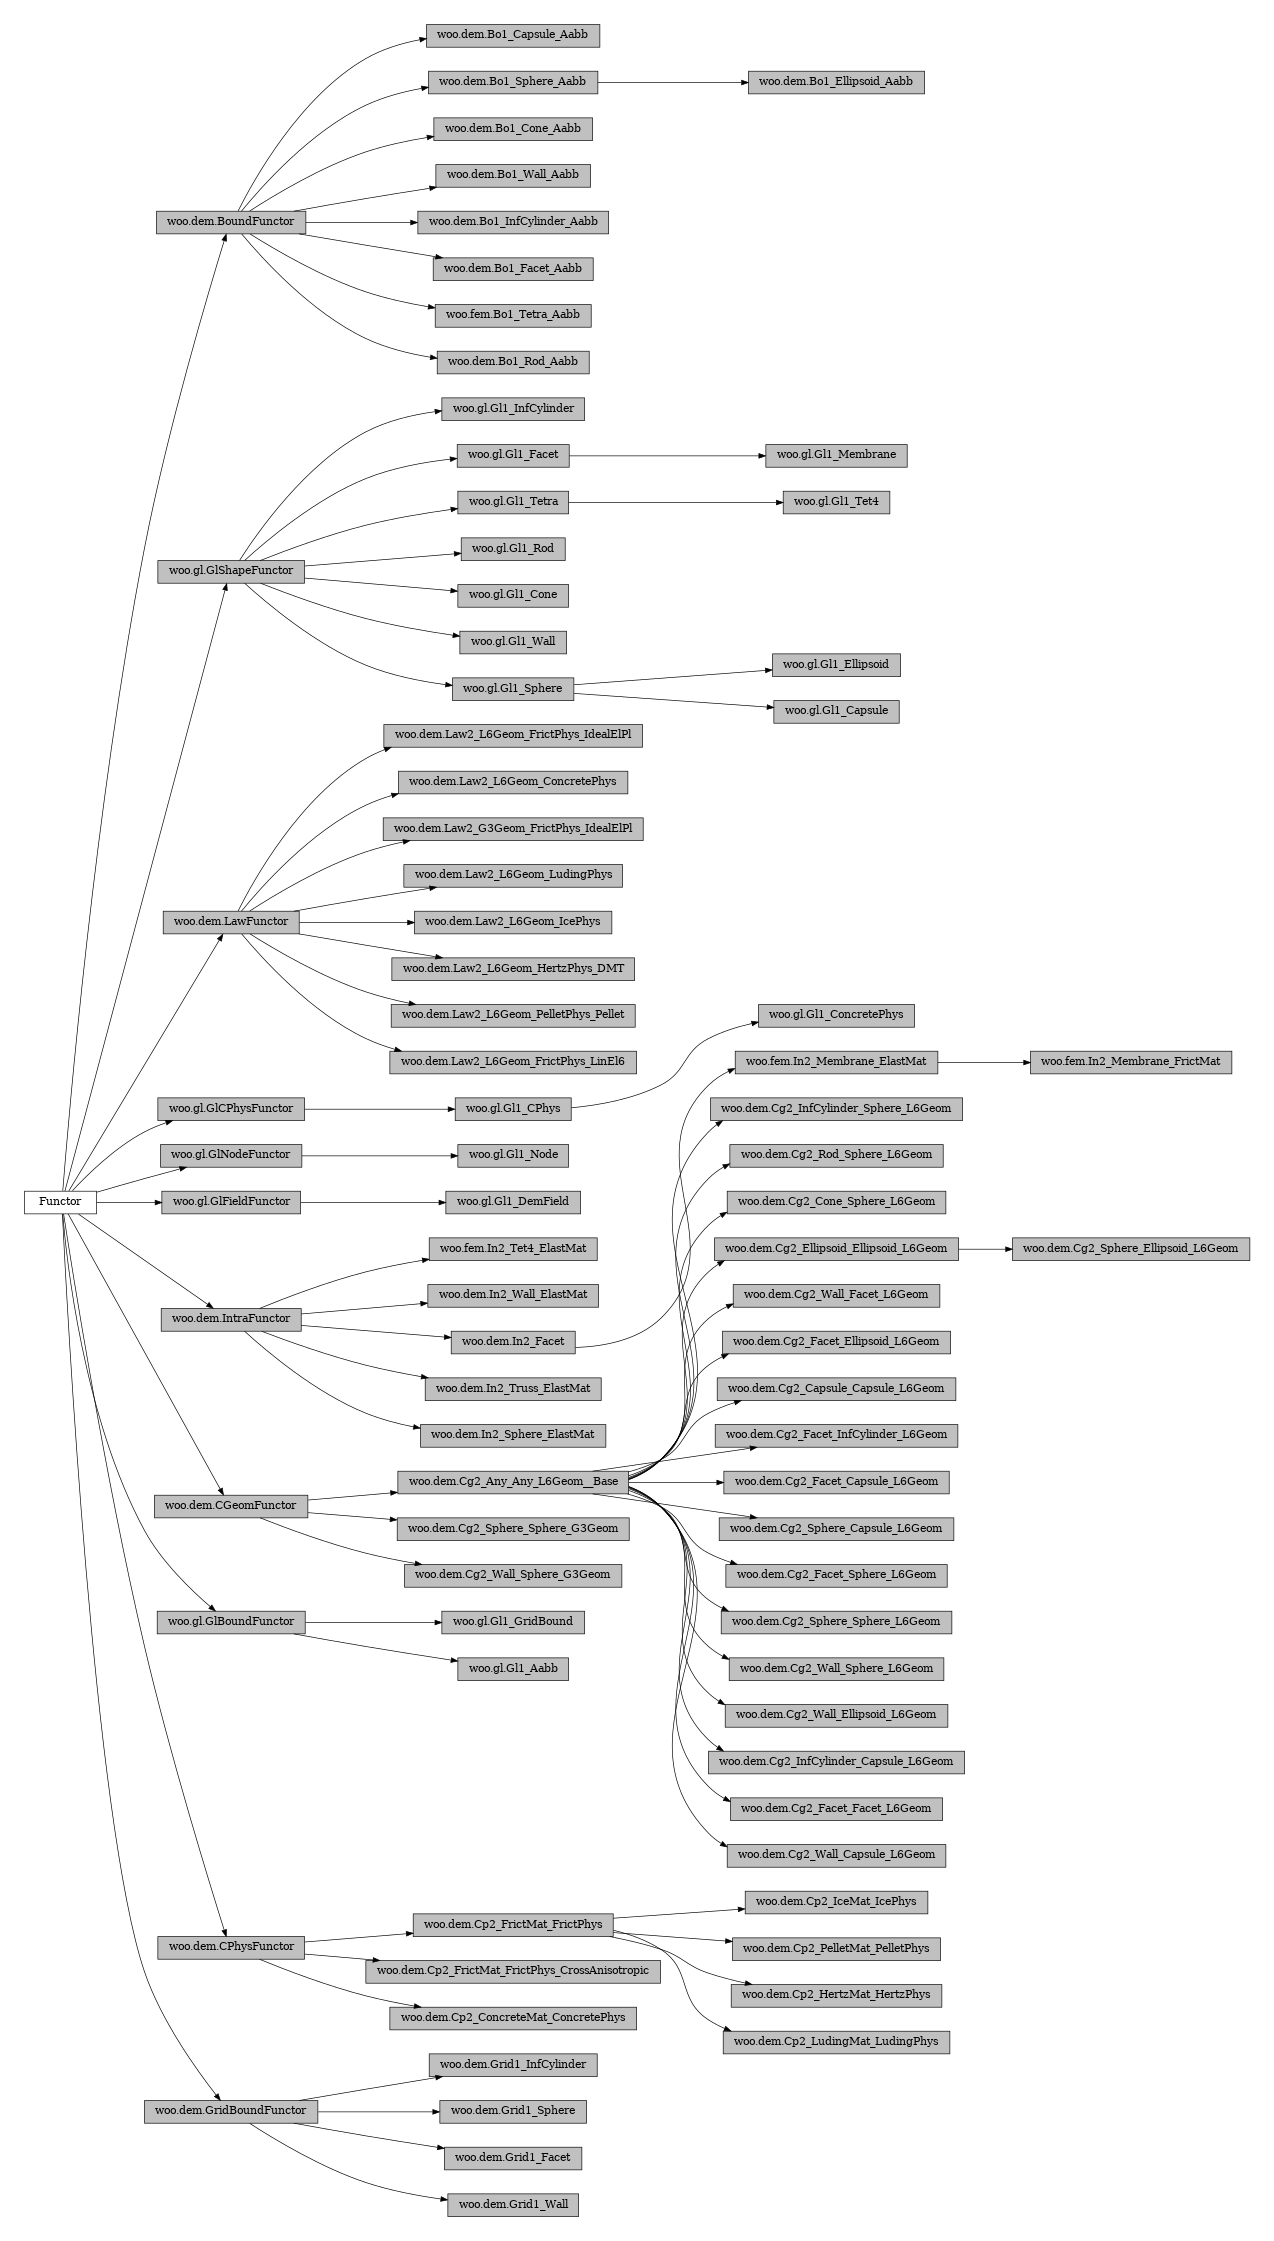 woo.dem.Bo1_Capsule_Aabb
woo.dem.Bo1_Sphere_Aabb
woo.dem.Bo1_Ellipsoid_Aabb
woo.dem.Bo1_Cone_Aabb
woo.dem.Bo1_Wall_Aabb
woo.dem.BoundFunctor
woo.dem.Bo1_InfCylinder_Aabb
woo.dem.Bo1_Facet_Aabb
woo.fem.Bo1_Tetra_Aabb
woo.dem.Bo1_Rod_Aabb
woo.gl.Gl1_InfCylinder
woo.gl.Gl1_Facet
woo.gl.Gl1_Membrane
woo.gl.Gl1_Tetra
woo.gl.Gl1_Tet4
woo.gl.Gl1_Rod
woo.gl.GlShapeFunctor
woo.gl.Gl1_Cone
woo.gl.Gl1_Wall
woo.gl.Gl1_Sphere
woo.gl.Gl1_Ellipsoid
woo.gl.Gl1_Capsule
woo.dem.Law2_L6Geom_FrictPhys_IdealElPl
woo.dem.Law2_L6Geom_ConcretePhys
woo.dem.Law2_G3Geom_FrictPhys_IdealElPl
woo.dem.Law2_L6Geom_LudingPhys
woo.dem.LawFunctor
woo.dem.Law2_L6Geom_IcePhys
woo.dem.Law2_L6Geom_HertzPhys_DMT
woo.dem.Law2_L6Geom_PelletPhys_Pellet
woo.gl.Gl1_ConcretePhys
woo.dem.Law2_L6Geom_FrictPhys_LinEl6
woo.fem.In2_Membrane_ElastMat
woo.fem.In2_Membrane_FrictMat
woo.gl.GlCPhysFunctor
woo.gl.Gl1_CPhys
woo.dem.Cg2_InfCylinder_Sphere_L6Geom
woo.gl.GlNodeFunctor
woo.gl.Gl1_Node
woo.dem.Cg2_Rod_Sphere_L6Geom
Functor
woo.gl.GlFieldFunctor
woo.gl.Gl1_DemField
woo.dem.Cg2_Cone_Sphere_L6Geom
woo.fem.In2_Tet4_ElastMat
woo.dem.Cg2_Ellipsoid_Ellipsoid_L6Geom
woo.dem.Cg2_Sphere_Ellipsoid_L6Geom
woo.dem.In2_Wall_ElastMat
woo.dem.Cg2_Wall_Facet_L6Geom
woo.dem.IntraFunctor
woo.dem.In2_Facet
woo.dem.Cg2_Facet_Ellipsoid_L6Geom
woo.dem.In2_Truss_ElastMat
woo.dem.Cg2_Capsule_Capsule_L6Geom
woo.dem.In2_Sphere_ElastMat
woo.dem.Cg2_Facet_InfCylinder_L6Geom
woo.dem.Cg2_Any_Any_L6Geom__Base
woo.dem.Cg2_Facet_Capsule_L6Geom
woo.dem.CGeomFunctor
woo.dem.Cg2_Sphere_Sphere_G3Geom
woo.dem.Cg2_Sphere_Capsule_L6Geom
woo.dem.Cg2_Wall_Sphere_G3Geom
woo.dem.Cg2_Facet_Sphere_L6Geom
woo.gl.GlBoundFunctor
woo.gl.Gl1_GridBound
woo.dem.Cg2_Sphere_Sphere_L6Geom
woo.gl.Gl1_Aabb
woo.dem.Cg2_Wall_Sphere_L6Geom
woo.dem.Cg2_Wall_Ellipsoid_L6Geom
woo.dem.Cg2_InfCylinder_Capsule_L6Geom
woo.dem.Cg2_Facet_Facet_L6Geom
woo.dem.Cg2_Wall_Capsule_L6Geom
woo.dem.Cp2_IceMat_IcePhys
woo.dem.Cp2_FrictMat_FrictPhys
woo.dem.CPhysFunctor
woo.dem.Cp2_PelletMat_PelletPhys
woo.dem.Cp2_FrictMat_FrictPhys_CrossAnisotropic
woo.dem.Cp2_HertzMat_HertzPhys
woo.dem.Cp2_ConcreteMat_ConcretePhys
woo.dem.Cp2_LudingMat_LudingPhys
woo.dem.Grid1_InfCylinder
woo.dem.GridBoundFunctor
woo.dem.Grid1_Sphere
woo.dem.Grid1_Facet
woo.dem.Grid1_Wall